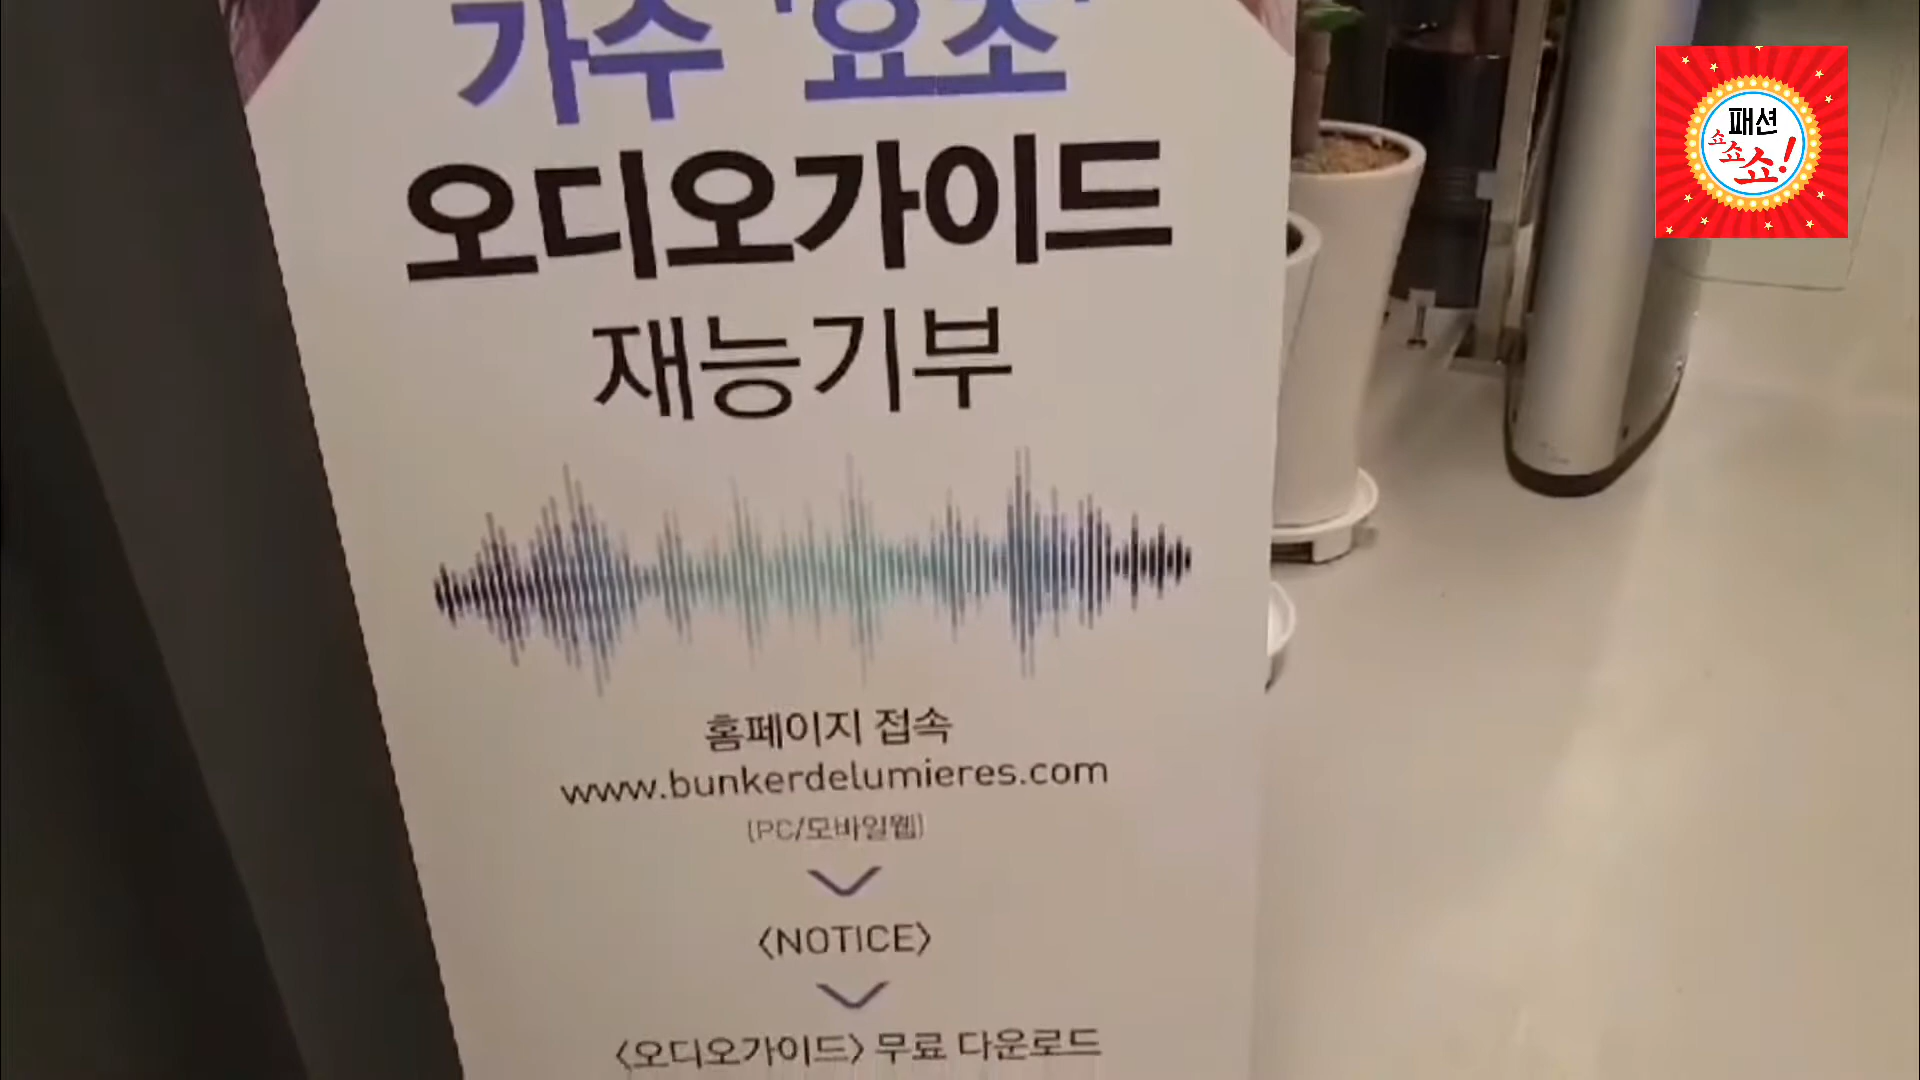 가수 '요조'
오디오가이드
재능기부
홈페이지 접속
www.bunkerdelumieres.com
(PC/모바일웹)
<NOTICE>
<오디오가이드> 무료 다운로드
패션
쇼쇼쇼!